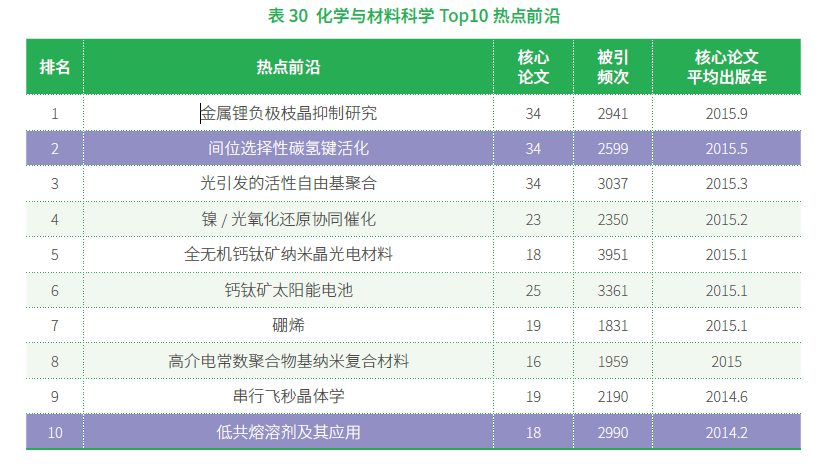 表 30 化学与材料科学 Top10 热点前沿
排名 热点前沿 核心论文 被引频次 核心论文平均出版年
1 金属锂负极枝晶抑制研究 34 2941 2015.9
2 间位选择性碳氢键活化 34 2599 2015.5
3 光引发的活性自由基聚合 34 3037 2015.3
4 镍 / 光氧化还原协同催化 23 2350 2015.2
5 全无机钙钛矿纳米晶光电材料 18 3951 2015.1
6 钙钛矿太阳能电池 25 3361 2015.1
7 硼烯 19 1831 2015.1
8 高介电常数聚合物基纳米复合材料 16 1959 2015
9 串行飞秒晶体学 19 2190 2014.6
10 低共熔溶剂及其应用 18 2990 2014.2